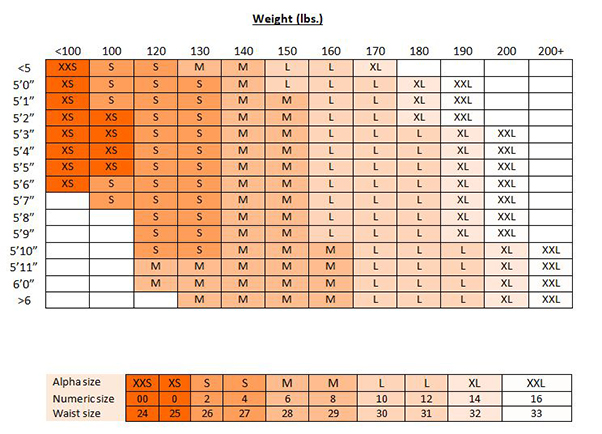 Weight (lbs.)
<100 100 120 130 140 150 160 170 180 190 200 200+
<5 XXS S S M M L L XL
5’0” XS S S S M L L L XL XXL
5’1” XS S S S M M L L XL XXL
5’2” XS XS S S M M L L XL XXL
5’3” XS XS S S M M L L L XL XXL
5’4” XS XS S S M M L L L XL XXL
5’5” XS XS S S M M L L L XL XXL
5’6” XS S S S M M L L L XL XXL
5’7” S S S M M L L L XL XXL
5’8” S S M M L L L XL XXL
5’9” S S M M L L L XL XXL
5’10” S S M M M L L L XL XXL
5’11” M M M M M L L L XL XXL
6’0” M M M M M L L L XL XXL
>6 M M M M L L L XL XXL
Alpha size XXS XS S S M M L L XL XXL
Numeric size 00 0 2 4 6 8 10 12 14 16
Waist size 24 25 26 27 28 29 30 31 32 33